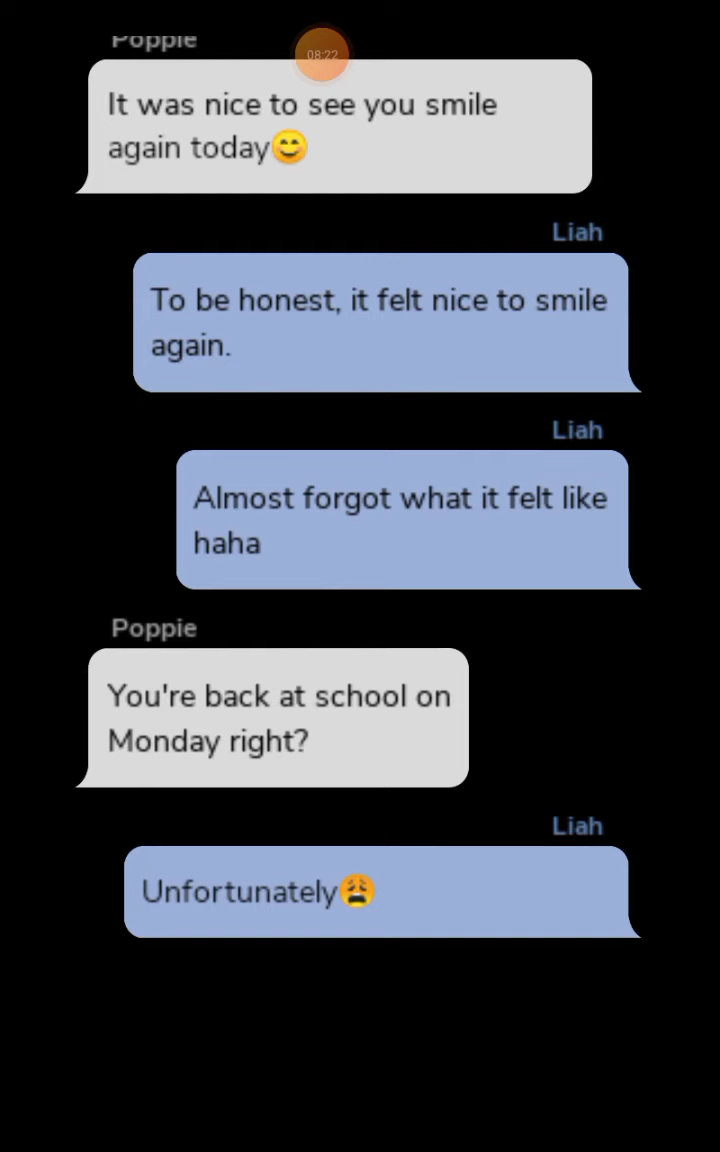 Poppie
08:22
It was nice to see you smile
again today😊
Liah
To be honest, it felt nice to smile
again.
Liah
Almost forgot what it felt like
haha
Poppie
You're back at school on
Monday right?
Liah
Unfortunately😩